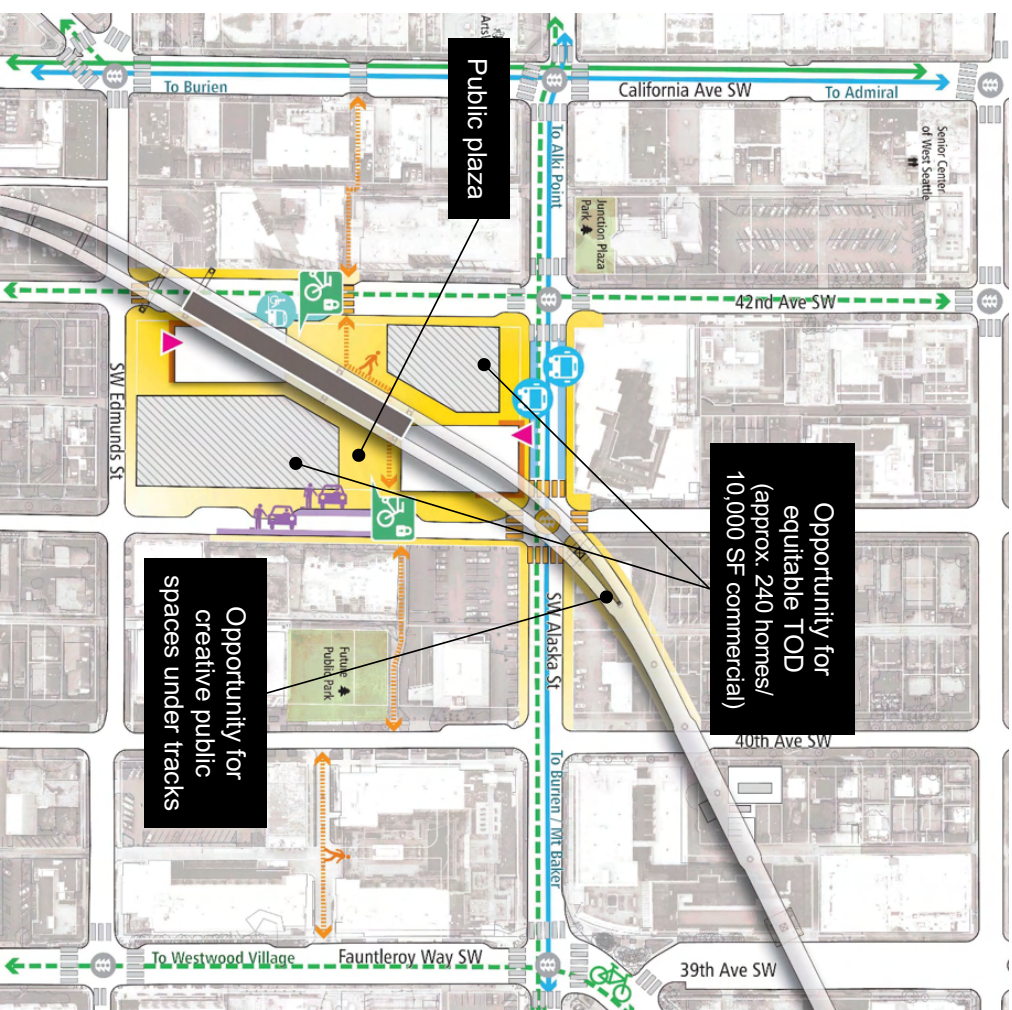 Arts/
Public plaza
To Burien
California Ave SW
To Admiral
Senior Center
of West Seattle
To Alki Point
Junction Plaza
Park
42nd Ave SW
SW Edmunds St
Opportunity for
equitable TOD
(approx. 240 homes/
10,000 SF commercial)
Opportunity for
creative public
spaces under tracks
Future
Public Park
SW Alaska St
40th Ave SW
To Burien / Mt Baker
To Westwood Village
Fauntleroy Way SW
39th Ave SW